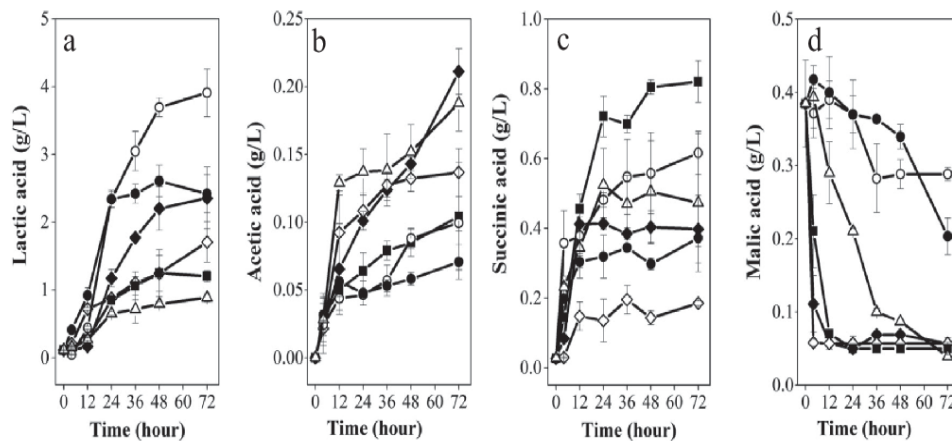 a
b
c
d
Lactic acid (g/L)
5
4
3
2
1
0
0 12 24 36 48 60 72
Time (hour)
Acetic acid (g/L)
0.25
0.20
0.15
0.10
0.05
0.00
0 12 24 36 48 60 72
Time (hour)
Succinic acid (g/L)
1.0
0.8
0.6
0.4
0.2
0.0
0 12 24 36 48 60 72
Time (hour)
Malic acid (g/L)
0.5
0.4
0.3
0.2
0.1
0.0
0 12 24 36 48 60 72
Time (hour)